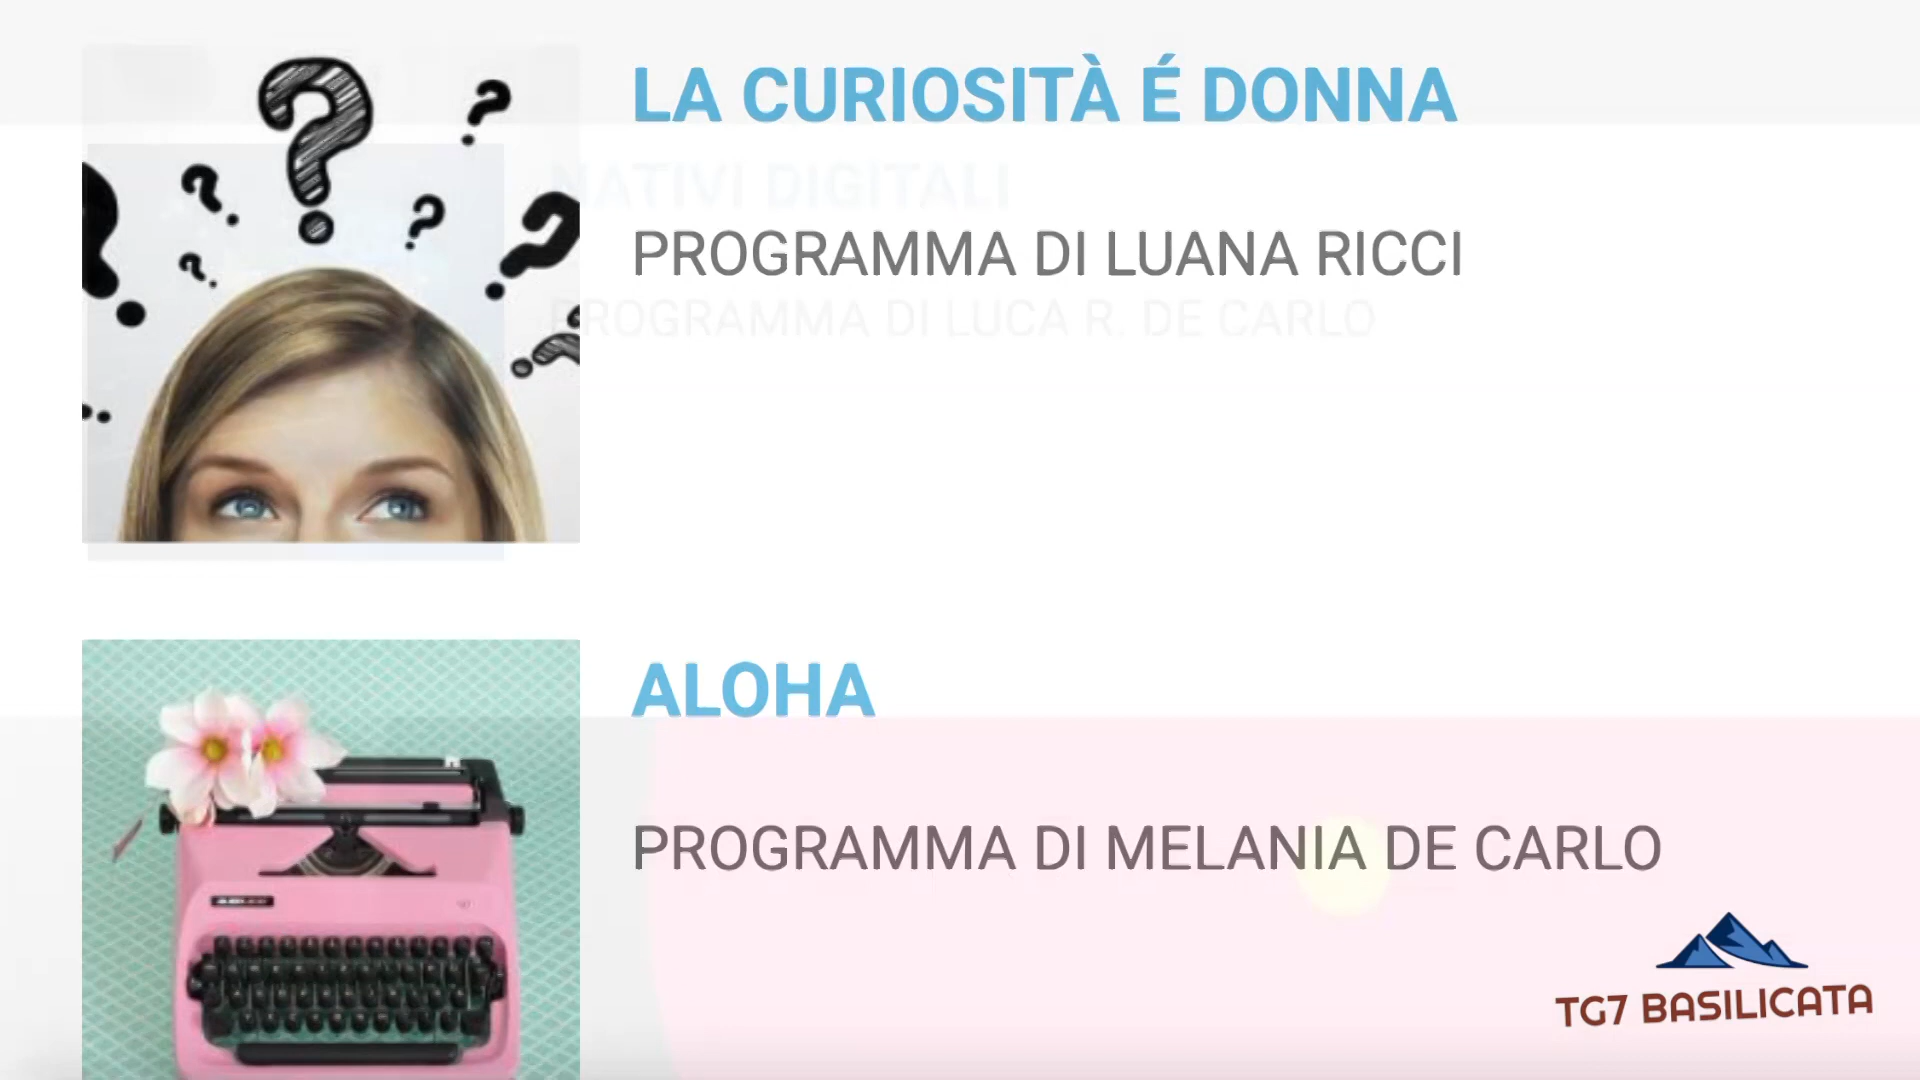 LA CURIOSITÀ É DONNA
NATIVI DIGITALI
PROGRAMMA DI LUANA RICCI
PROGRAMMA DI LUCA R. DE CARLO
ALOHA
PROGRAMMA DI MELANIA DE CARLO
TG7 BASILICATA